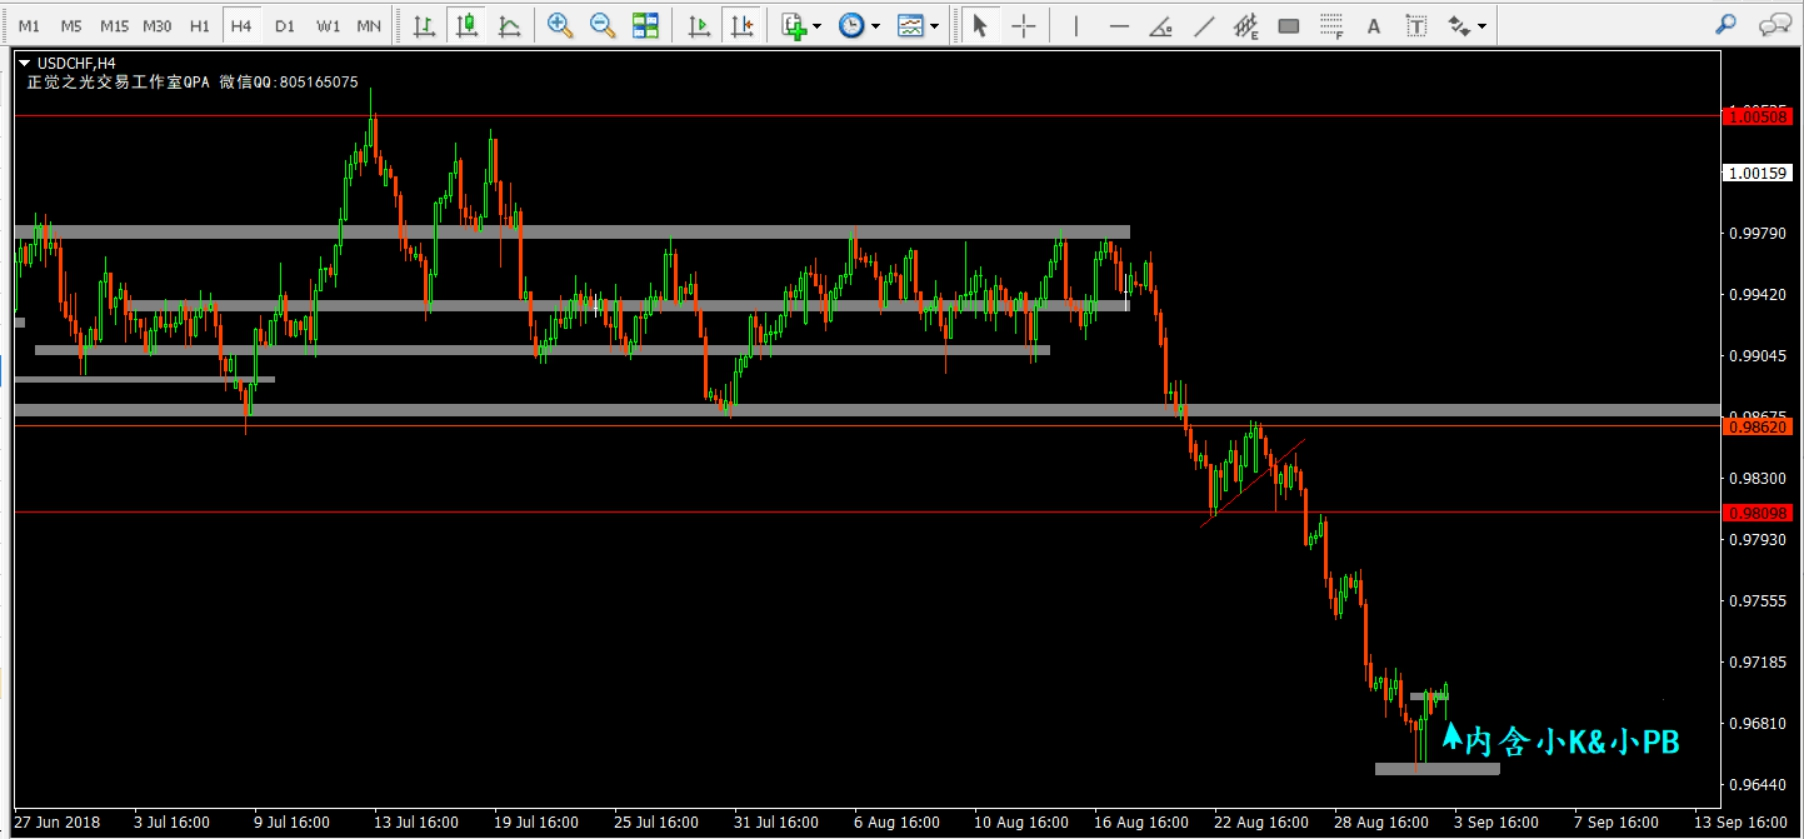 M1 M5 M15 M30 H1 H4 D1 W1 MN
E F A T
USDCHF,H4
正觉之光交易工作室QPA 微信QQ:805165075
1.00508
1.00159
0.99790
0.99420
0.99045
0.98675
0.98620
0.98300
0.98098
0.97930
0.97555
0.97185
0.96810
内含小K&小PB
0.96440
27 Jun 2018 3 Jul 16:00 9 Jul 16:00 13 Jul 16:00 19 Jul 16:00 25 Jul 16:00 31 Jul 16:00 6 Aug 16:00 10 Aug 16:00 16 Aug 16:00 22 Aug 16:00 28 Aug 16:00 3 Sep 16:00 7 Sep 16:00 13 Sep 16:00